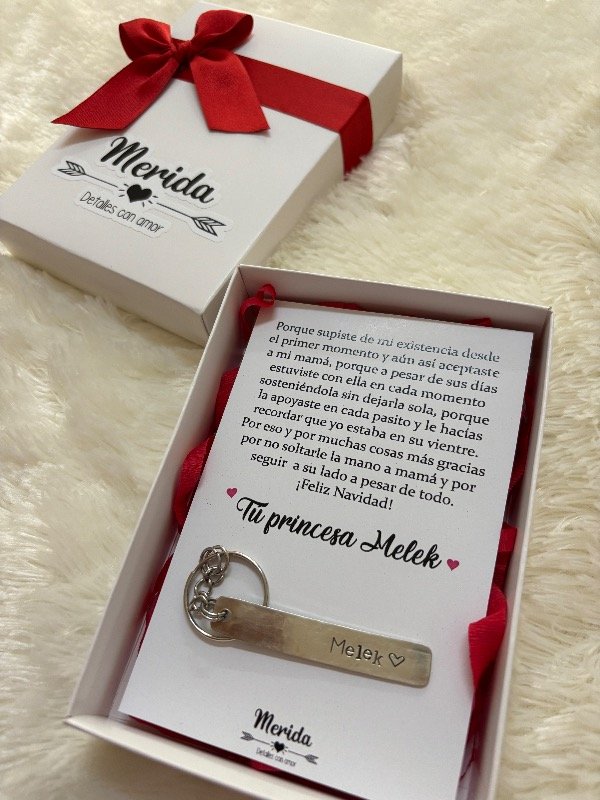 Merida
Detalles con amor
Porque supiste de mi existencia desde
el primer momento y aún así aceptaste
a mi mamá, porque a pesar de sus días
estuviste con ella en cada momento
sosteniéndola sin dejarla sola, porque
la apoyaste en cada pasito y le hacías
recordar que yo estaba en su vientre.
Por eso y por muchas cosas más gracias
por no soltarle la mano a mamá y por
seguir a su lado a pesar de todo.
¡Feliz Navidad!
Tú princesa Melek
Melek
Merida
Detalles con amor